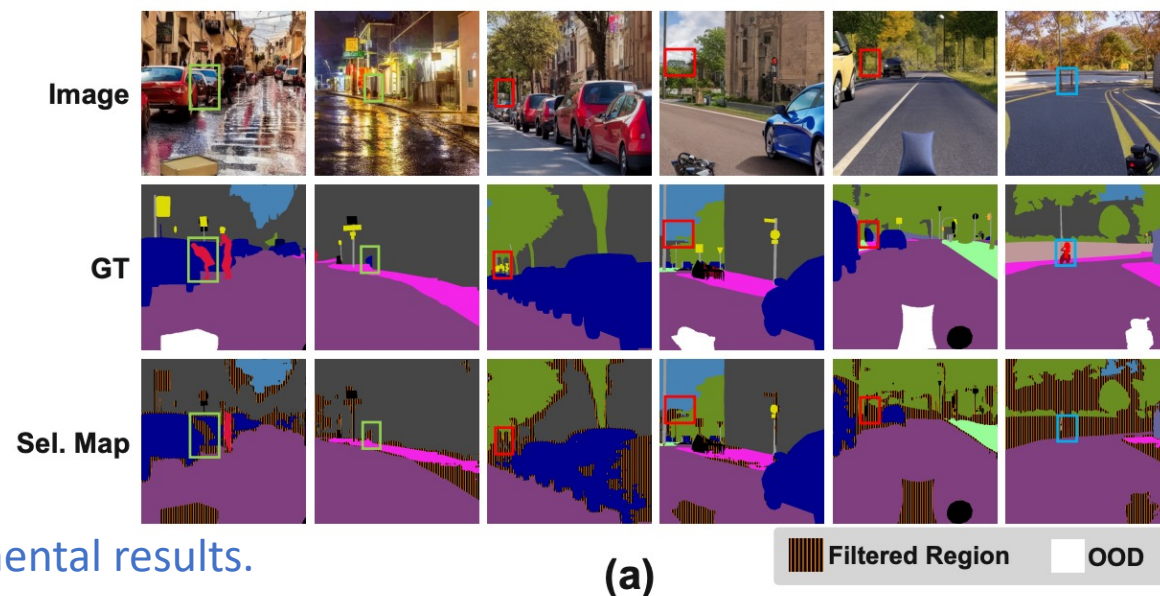 Image
GT
Sel. Map
ental results.
(a)
Filtered Region
OOD